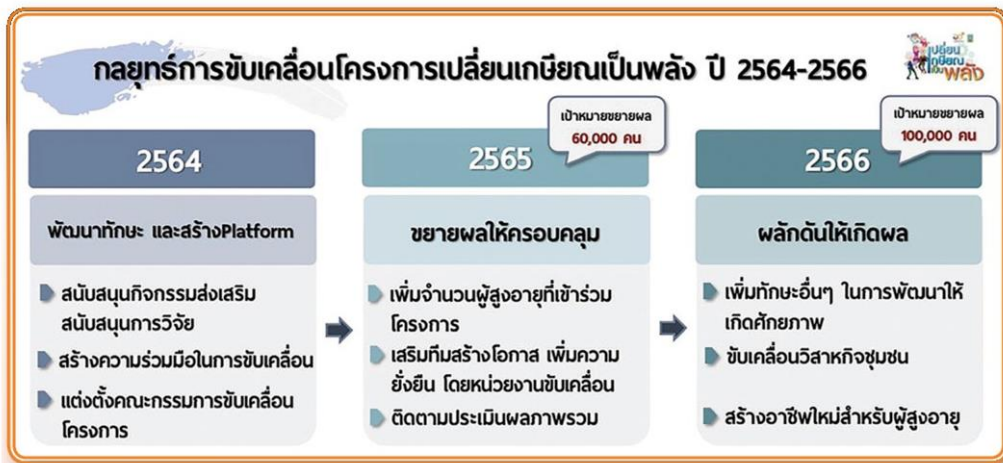 กลยุทธ์การขับเคลื่อนโครงการเปลี่ยนเกษียณเป็นพลัง ปี 2564-2566
เปลี่ยน
เกษียณ
เป็น
พลัง
2564
พัฒนาทักษะ และสร้างPlatform
สนับสนุนกิจกรรมส่งเสริม
สนับสนุนการวิจัย
สร้างความร่วมมือในการขับเคลื่อน
แต่งตั้งคณะกรรมการขับเคลื่อน
โครงการ
เป้าหมายขยายผล
60,000 คน
2565
ขยายผลให้ครอบคลุม
เพิ่มจำนวนผู้สูงอายุที่เข้าร่วม
โครงการ
เสริมทีมสร้างโอกาส เพิ่มความ
ยั่งยืน โดยหน่วยงานขับเคลื่อน
ติดตามประเมินผลภาพรวม
เป้าหมายขยายผล
100,000 คน
2566
ผลักดันให้เกิดผล
เพิ่มทักษะอื่นๆ ในการพัฒนาให้
เกิดศักยภาพ
ขับเคลื่อนวิสาหกิจชุมชน
สร้างอาชีพใหม่สำหรับผู้สูงอายุ